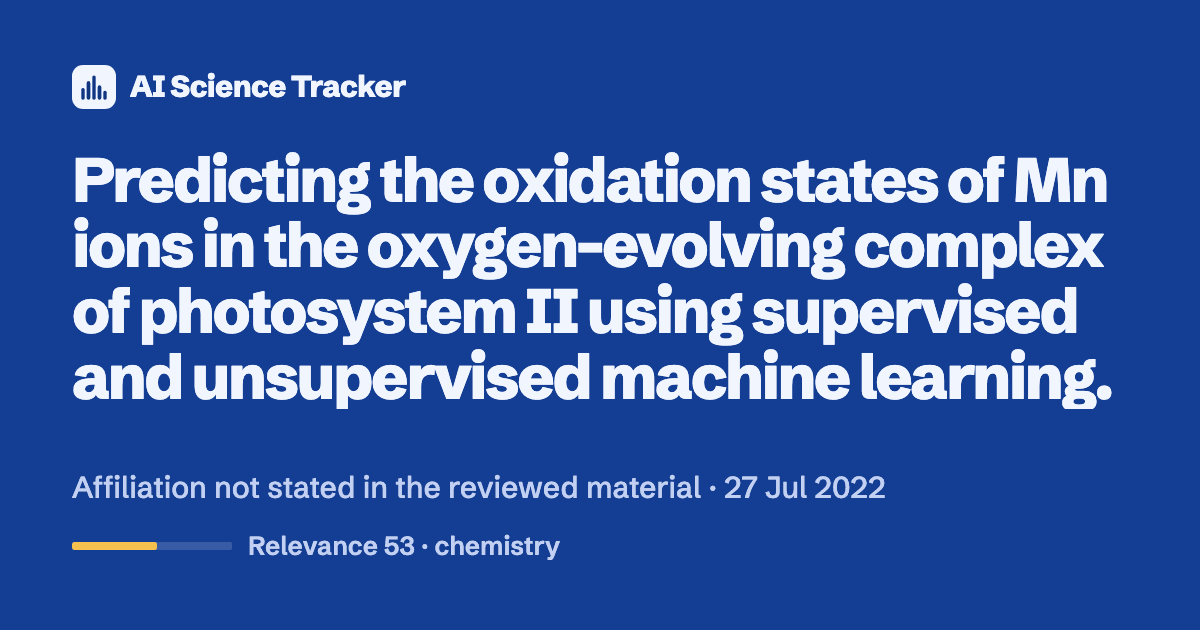 AI Science Tracker
Predicting the oxidation states of Mn
ions in the oxygen-evolving complex
of photosystem II using supervised
and unsupervised machine learning.
Affiliation not stated in the reviewed material · 27 Jul 2022
Relevance 53 · chemistry